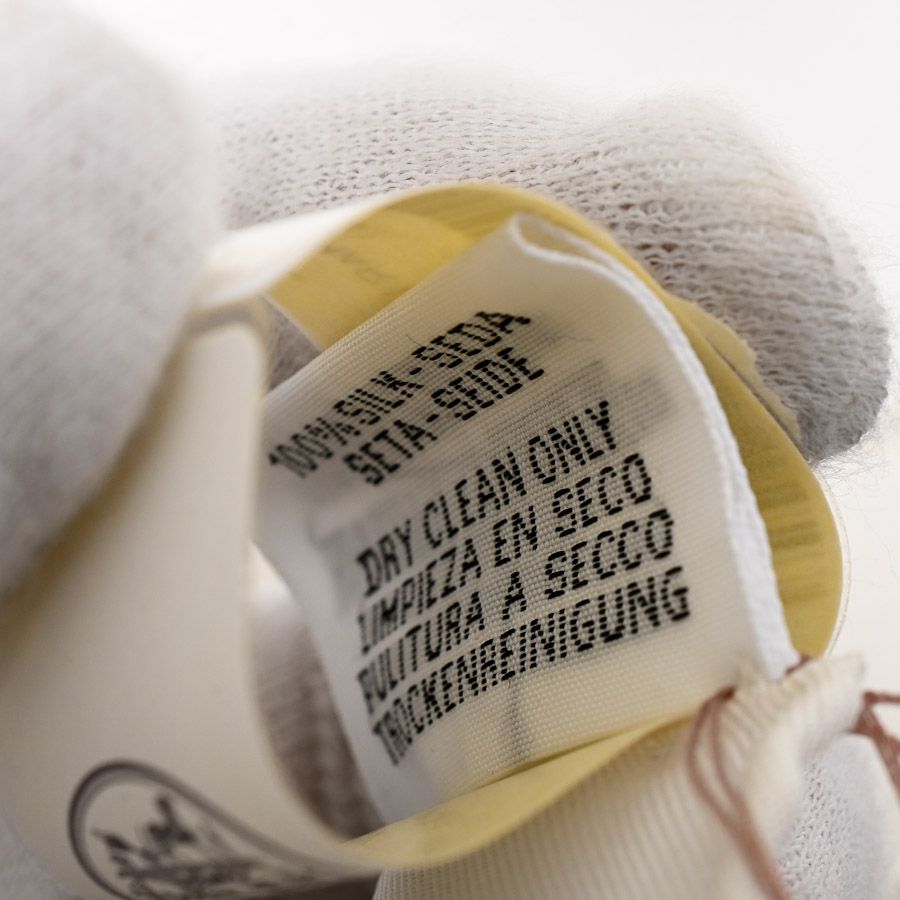 100% SILK-SEDA
SETA-SEIDE
DRY CLEAN ONLY
LIMPIEZA EN SECO
PULITURA A SECCO
TROCKENREINIGUNG